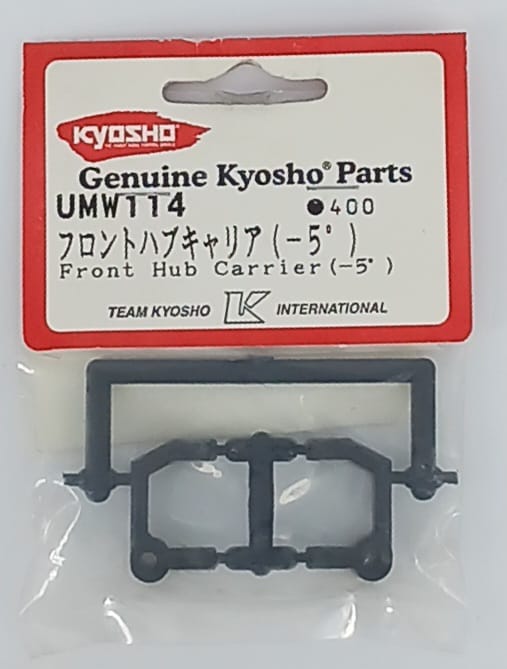 KYOSHO
Genuine Kyosho® Parts
UMW114 ●400
フロントハブキャリア(-5°)
Front Hub Carrier(-5°)
TEAM KYOSHO K INTERNATIONAL